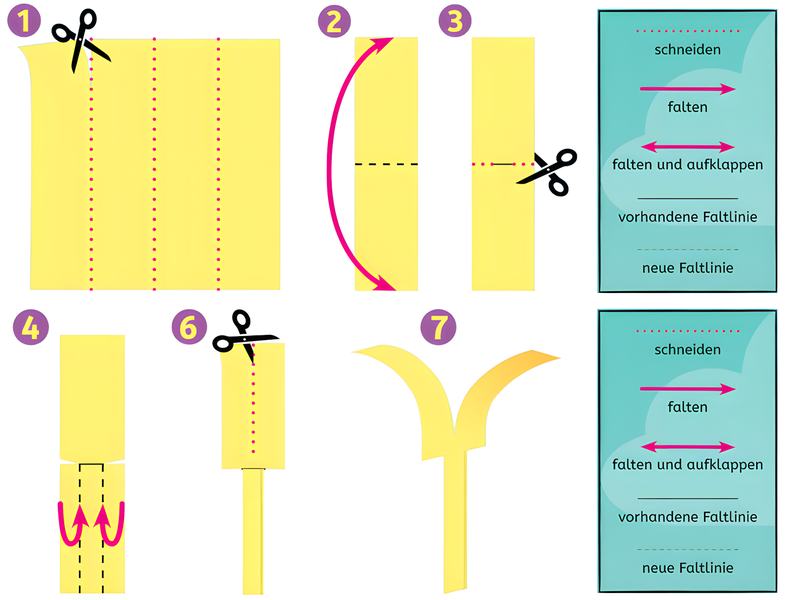 1
2
3
schneiden
falten
falten und aufklappen
vorhandene Faltlinie
neue Faltlinie
4
6
7
schneiden
falten
falten und aufklappen
vorhandene Faltlinie
neue Faltlinie